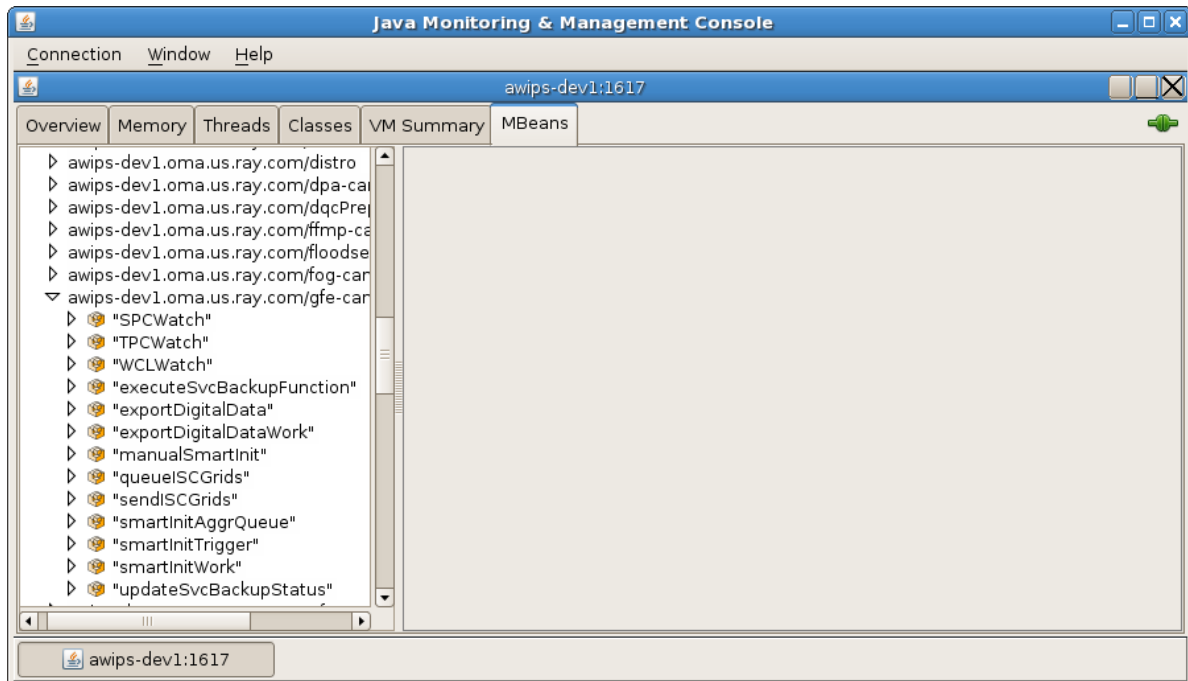 Java Monitoring & Management Console
Connection Window Help
awips-dev1:1617
Overview Memory Threads Classes VM Summary MBeans
awips-dev1.oma.us.ray.com/distro
awips-dev1.oma.us.ray.com/dpa-ca
awips-dev1.oma.us.ray.com/dqcPre
awips-dev1.oma.us.ray.com/ffmp-ca
awips-dev1.oma.us.ray.com/floodse
awips-dev1.oma.us.ray.com/fog-can
awips-dev1.oma.us.ray.com/gfe-can
"SPCWatch"
"TPCWatch"
"WCLWatch"
"executeSvcBackupFunction"
"exportDigitalData"
"exportDigitalDataWork"
"manualSmartInit"
"queueISCGrids"
"sendISCGrids"
"smartInitAggrQueue"
"smartInitTrigger"
"smartInitWork"
"updateSvcBackupStatus"
awips-dev1:1617